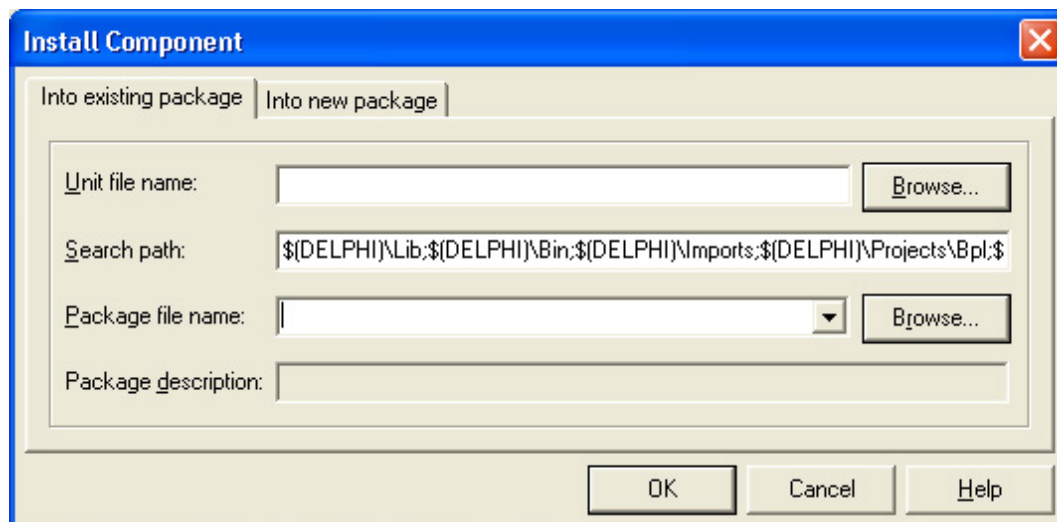 Install Component
Into existing package Into new package
Unit file name: Browse...
Search path: $(DELPHI)\Lib;$(DELPHI)\Bin;$(DELPHI)\Imports;$(DELPHI)\Projects\Bpl;$
Package file name: Browse...
Package description:
OK Cancel Help